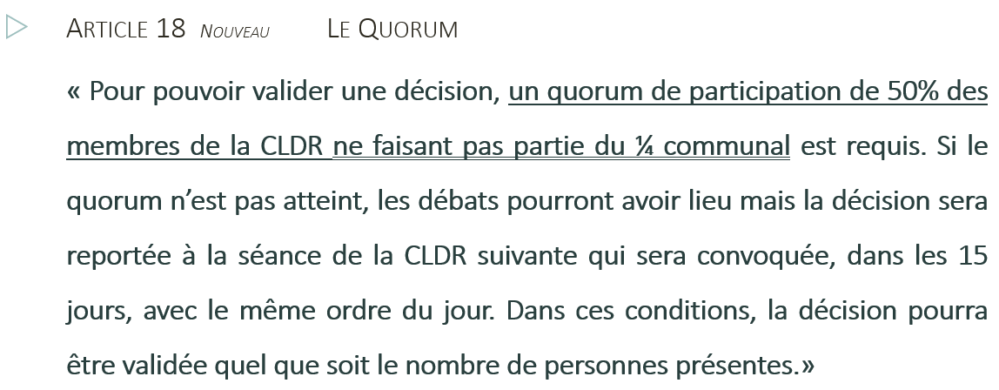 ARTICLE 18 NOUVEAU LE QUORUM
« Pour pouvoir valider une décision, un quorum de participation de 50% des
membres de la CLDR ne faisant pas partie du ¼ communal est requis. Si le
quorum n’est pas atteint, les débats pourront avoir lieu mais la décision sera
reportée à la séance de la CLDR suivante qui sera convoquée, dans les 15
jours, avec le même ordre du jour. Dans ces conditions, la décision pourra
être validée quel que soit le nombre de personnes présentes.»